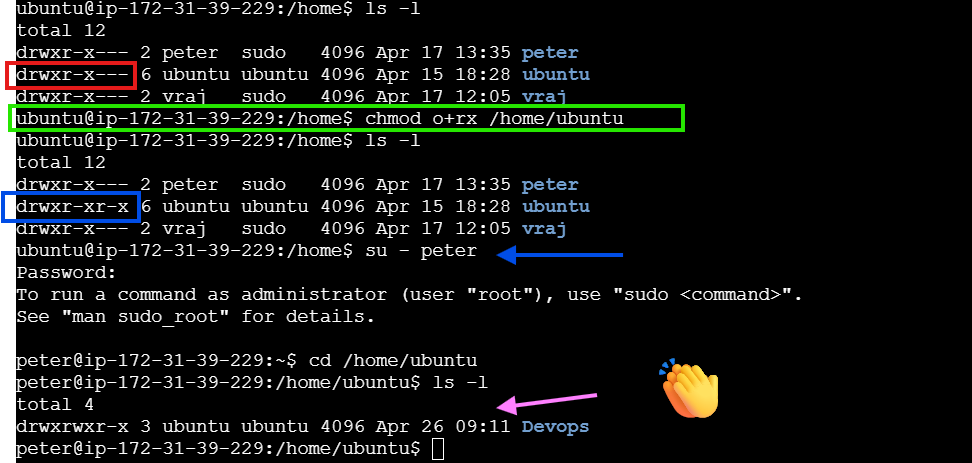 ubuntu@ip-172-31-39-229:/home$ ls -l
total 12
drwxr-x--- 2 peter  sudo   4096 Apr 17 13:35 peter
drwxr-x--- 6 ubuntu ubuntu 4096 Apr 15 18:28 ubuntu
drwxr-x--- 2 vraj   sudo   4096 Apr 17 12:05 vraj
ubuntu@ip-172-31-39-229:/home$ chmod o+rx /home/ubuntu
ubuntu@ip-172-31-39-229:/home$ ls -l
total 12
drwxr-x--- 2 peter  sudo   4096 Apr 17 13:35 peter
drwxr-xr-x 6 ubuntu ubuntu 4096 Apr 15 18:28 ubuntu
drwxr-x--- 2 vraj   sudo   4096 Apr 17 12:05 vraj
ubuntu@ip-172-31-39-229:/home$ su - peter
Password:
To run a command as administrator (user "root"), use "sudo <command>".
See "man sudo_root" for details.
peter@ip-172-31-39-229:~$ cd /home/ubuntu
peter@ip-172-31-39-229:/home/ubuntu$ ls -l
total 4
drwxrwxr-x 3 ubuntu ubuntu 4096 Apr 26 09:11 Devops
peter@ip-172-31-39-229:/home/ubuntu$